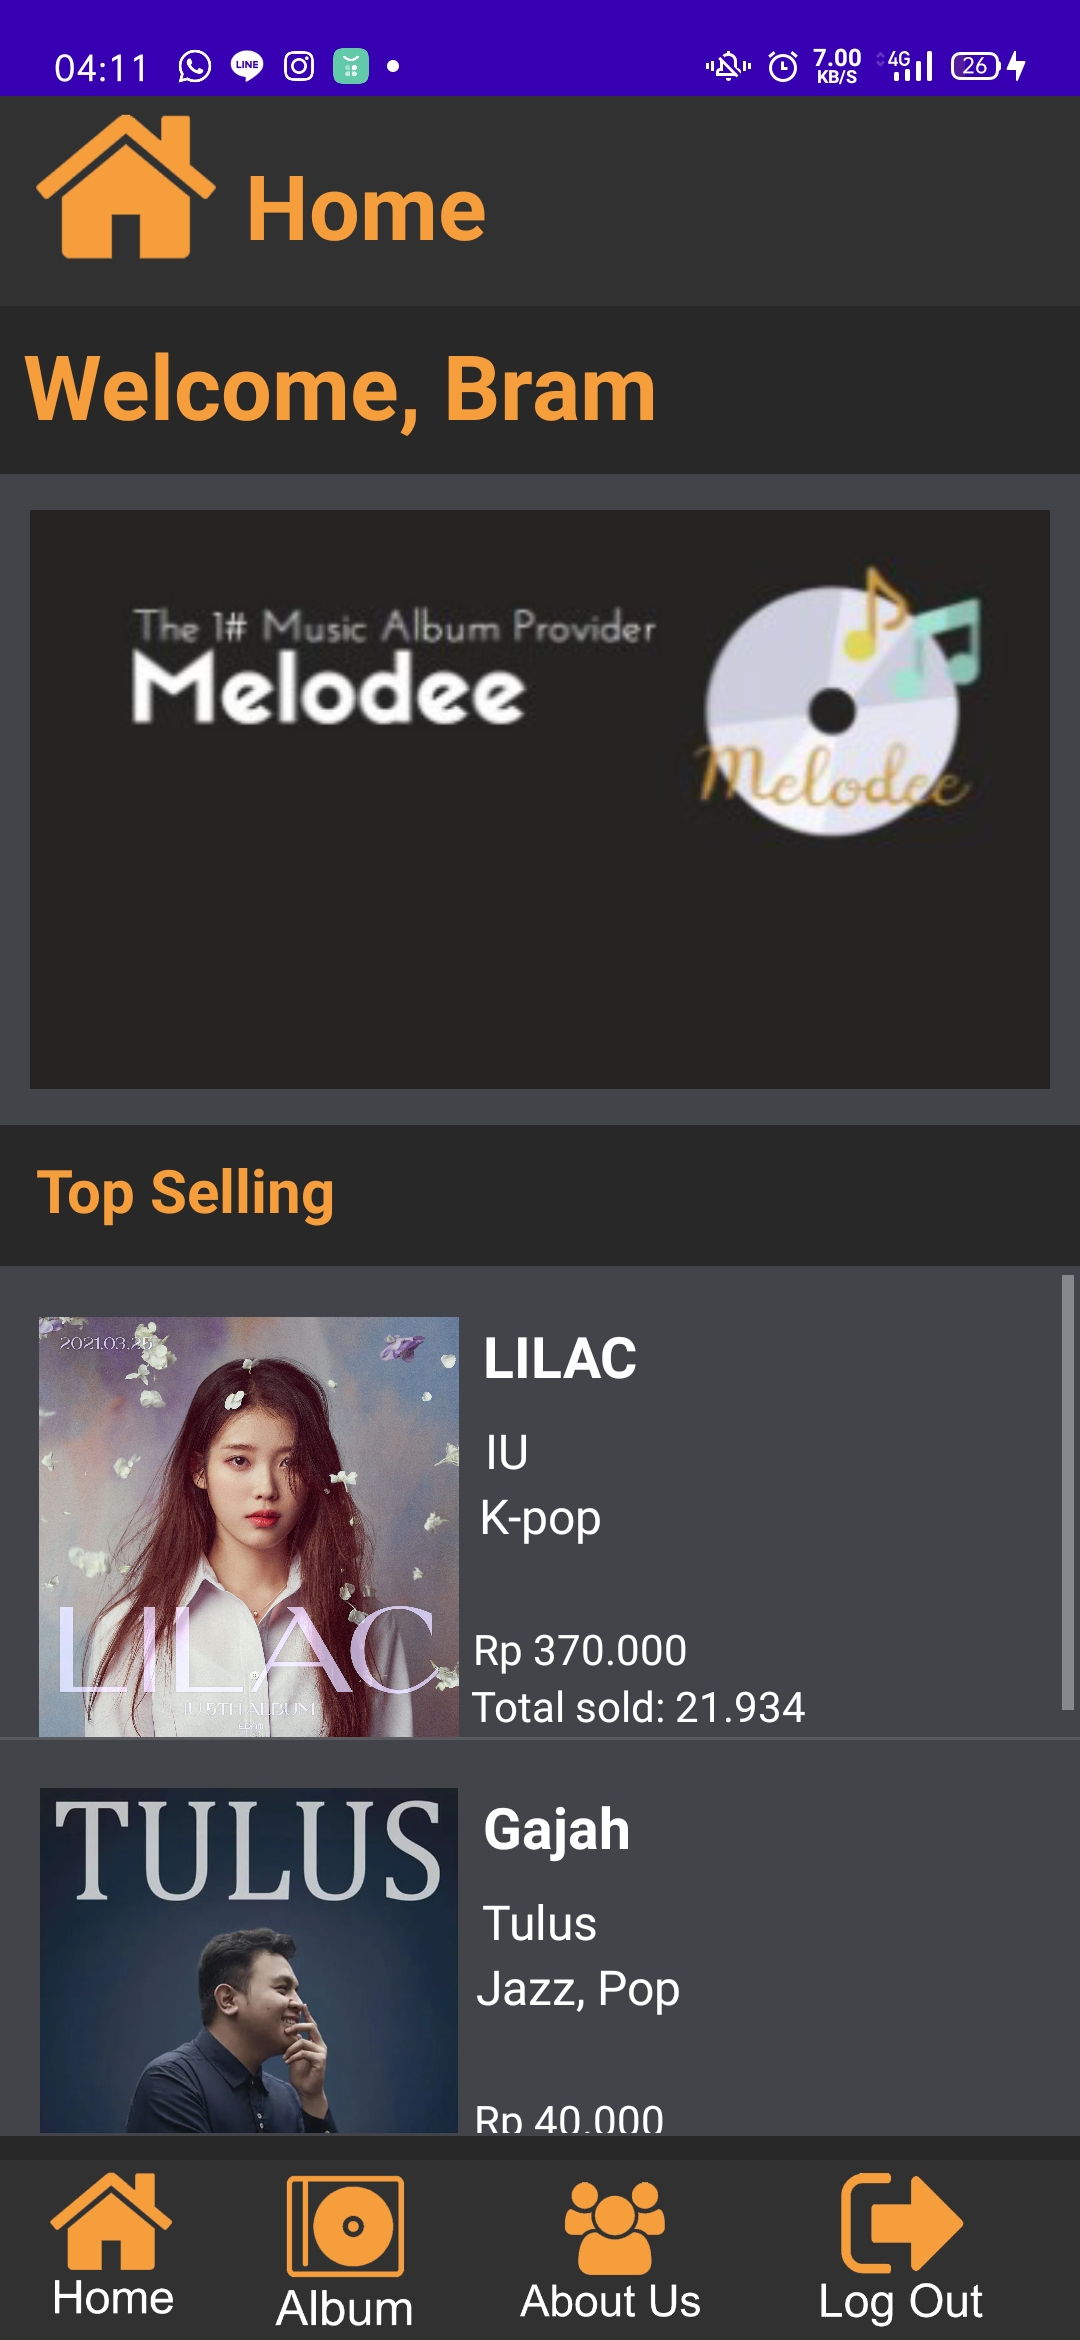 04:11
LINE
7.00
KB/S
4G
26
Home
Welcome, Bram
The 1# Music Album Provider
Melodee
Melodee
Top Selling
2021.03.25
LILAC
IU 5TH ALBUM
LILAC
IU
K-pop
Rp 370.000
Total sold: 21.934
TULUS
Gajah
Tulus
Jazz, Pop
Rp 40.000
Home
Album
About Us
Log Out